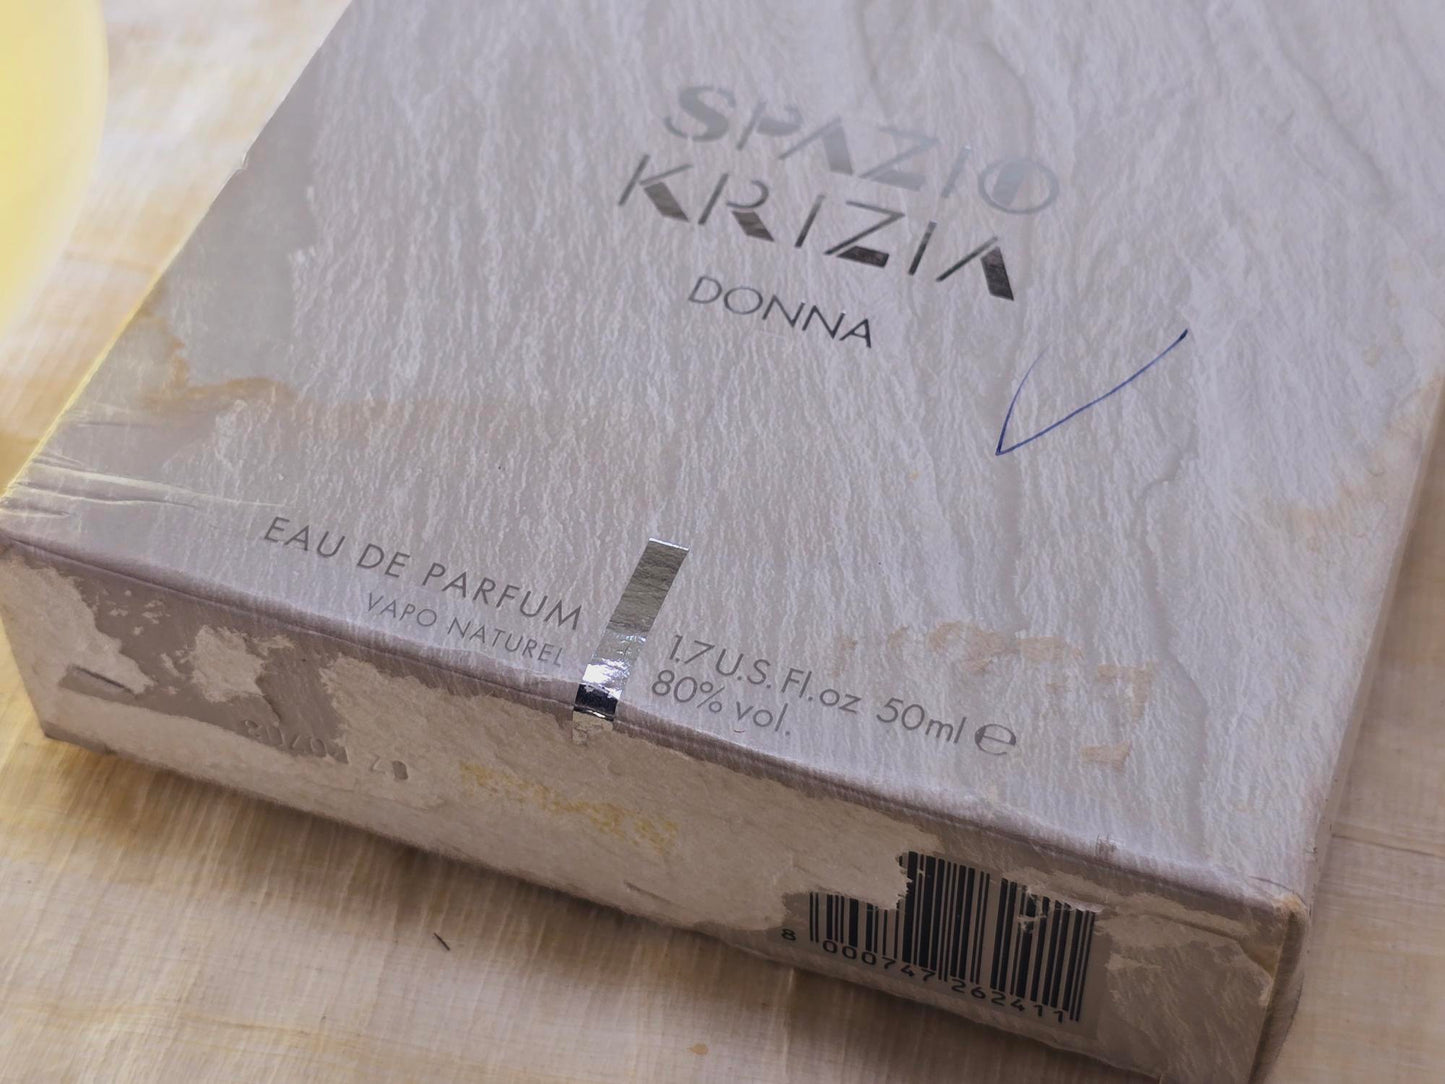 SPAZIO
KRIZIA
DONNA
EAU DE PARFUM
VAPO NATUREL
1.7 U.S. Fl. oz 50ml ℮
80% vol.
8 000747 262411